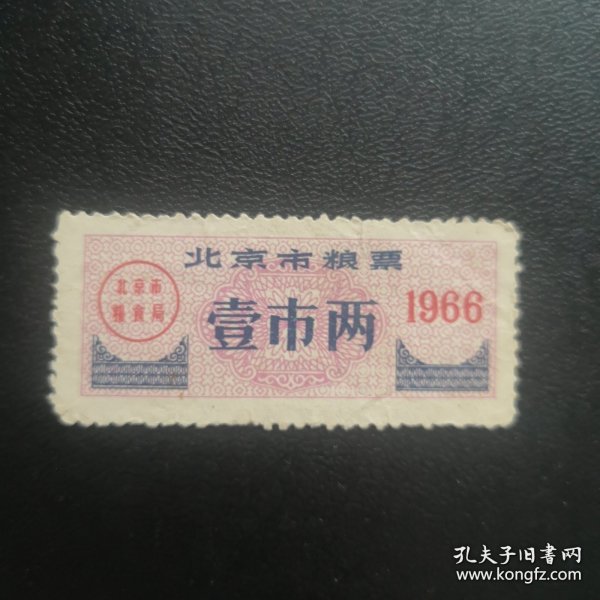 北京市粮票
北京市
粮食局
壹市两
1966
孔夫子旧书网
www.kongfz.com